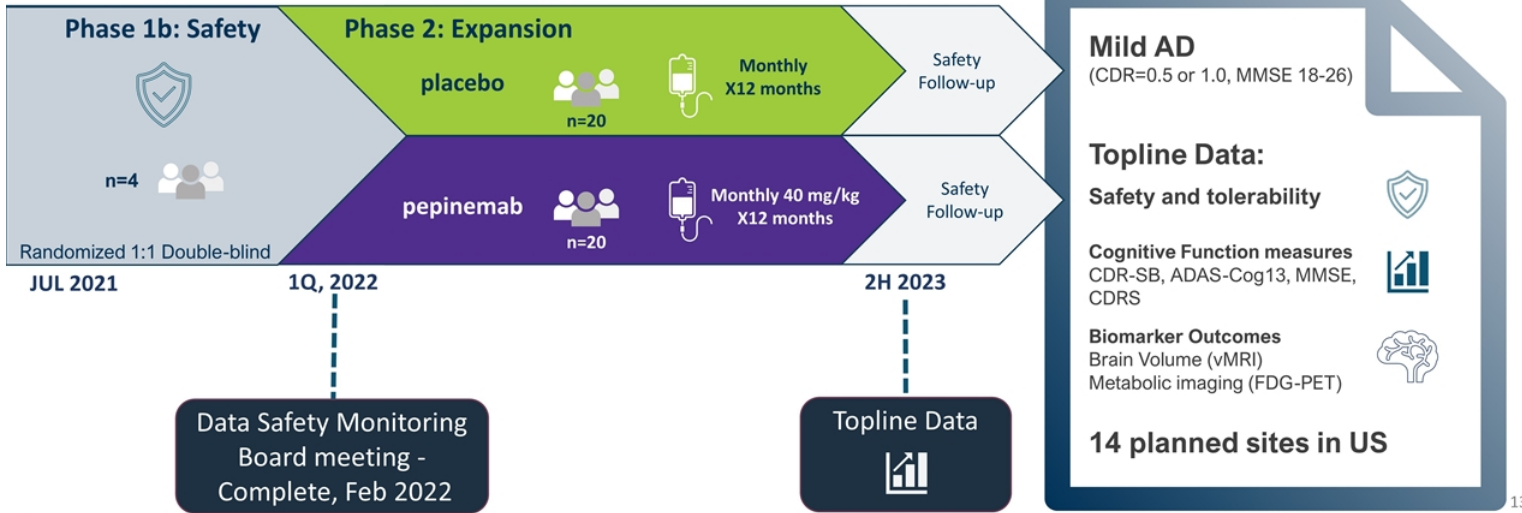 Phase 1b: Safety
n=4
Randomized 1:1 Double-blind
Phase 2: Expansion
placebo
n=20
Monthly
X12 months
Safety
Follow-up
pepinemab
n=20
Monthly 40 mg/kg
X12 months
Safety
Follow-up
JUL 2021
1Q, 2022
2H 2023
Data Safety Monitoring
Board meeting -
Complete, Feb 2022
Topline Data
Mild AD
(CDR=0.5 or 1.0, MMSE 18-26)
Topline Data:
Safety and tolerability
Cognitive Function measures
CDR-SB, ADAS-Cog13, MMSE,
CDRS
Biomarker Outcomes
Brain Volume (vMRI)
Metabolic imaging (FDG-PET)
14 planned sites in US